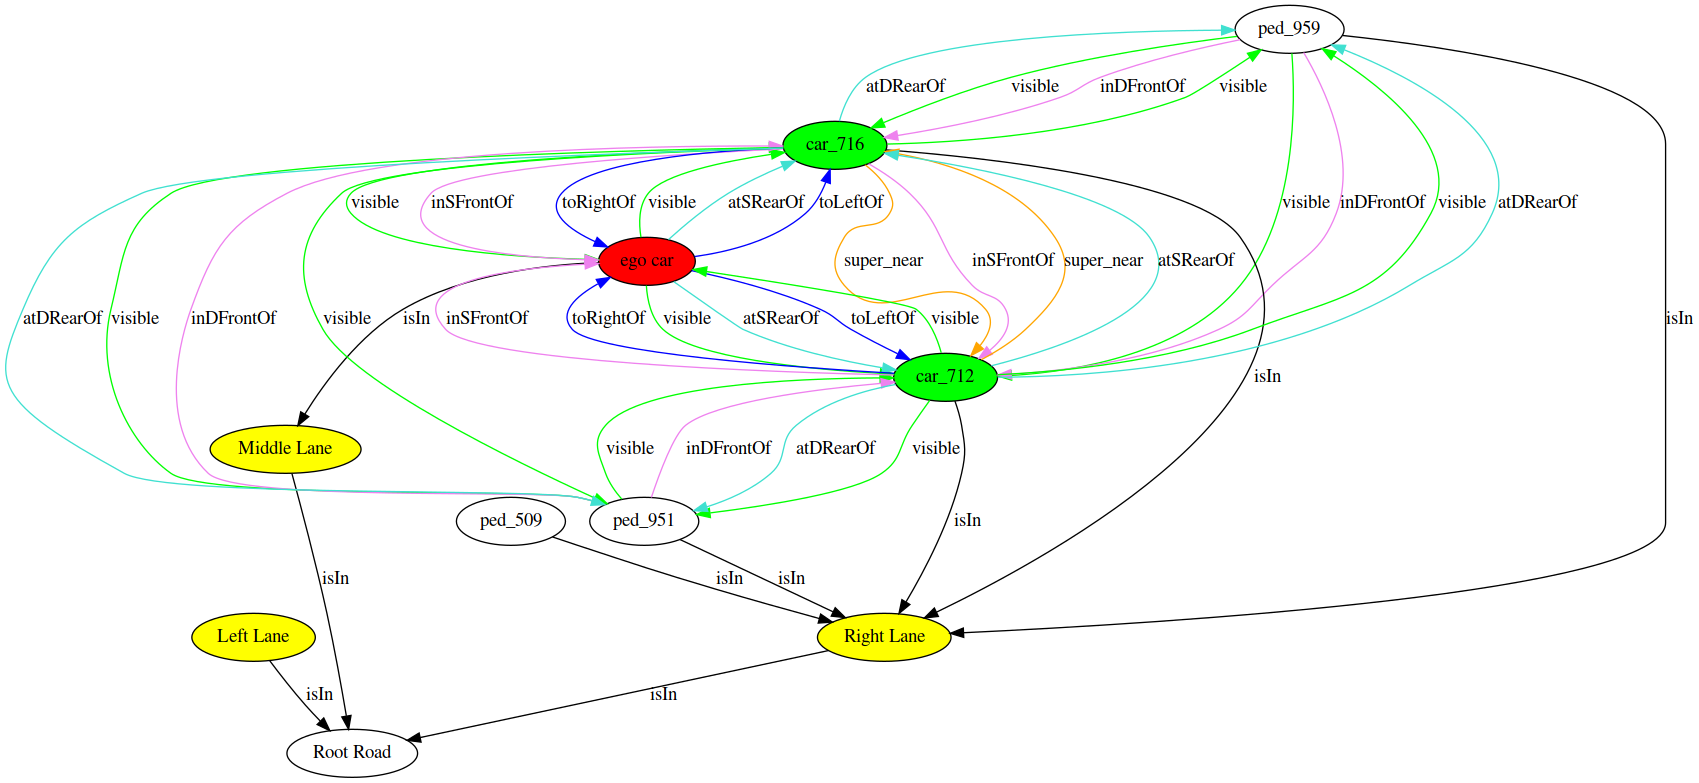 ped_959
atDRearOf
visible
inDFrontOf
visible
car_716
visible
inSFrontOf
toRightOf
visible
atSRearOf
toLeftOf
visible
inDFrontOf
visible
atDRearOf
ego car
super_near
inSFrontOf
super_near
atSRearOf
atDRearOf
visible
inDFrontOf
visible
isIn
inSFrontOf
toRightOf
visible
atSRearOf
toLeftOf
visible
isIn
car_712
isIn
Middle Lane
visible
inDFrontOf
atDRearOf
visible
ped_509
ped_951
isIn
isIn
isIn
isIn
Left Lane
Right Lane
isIn
isIn
Root Road